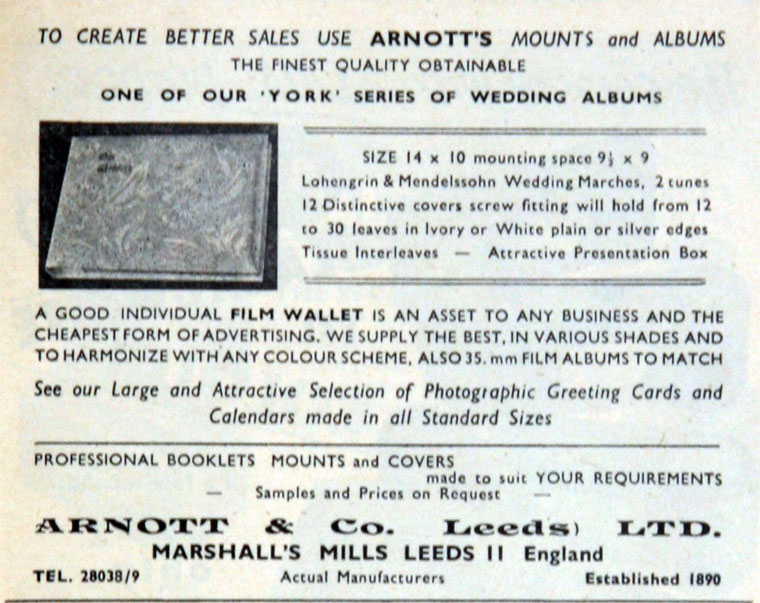 TO CREATE BETTER SALES USE ARNOTT'S MOUNTS and ALBUMS
THE FINEST QUALITY OBTAINABLE
ONE OF OUR 'YORK' SERIES OF WEDDING ALBUMS
SIZE 14 x 10 mounting space 9½ x 9
Lohengrin & Mendelssohn Wedding Marches, 2 tunes
12 Distinctive covers screw fitting will hold from 12
to 30 leaves in Ivory or White plain or silver edges
Tissue Interleaves — Attractive Presentation Box
A GOOD INDIVIDUAL FILM WALLET IS AN ASSET TO ANY BUSINESS AND THE
CHEAPEST FORM OF ADVERTISING. WE SUPPLY THE BEST, IN VARIOUS SHADES AND
TO HARMONIZE WITH ANY COLOUR SCHEME, ALSO 35. mm FILM ALBUMS TO MATCH
See our Large and Attractive Selection of Photographic Greeting Cards and
Calendars made in all Standard Sizes
PROFESSIONAL BOOKLETS MOUNTS and COVERS
made to suit YOUR REQUIREMENTS
— Samples and Prices on Request —
ARNOTT & Co. Leeds) LTD.
MARSHALL'S MILLS LEEDS 11 England
TEL. 28038/9 Actual Manufacturers Established 1890